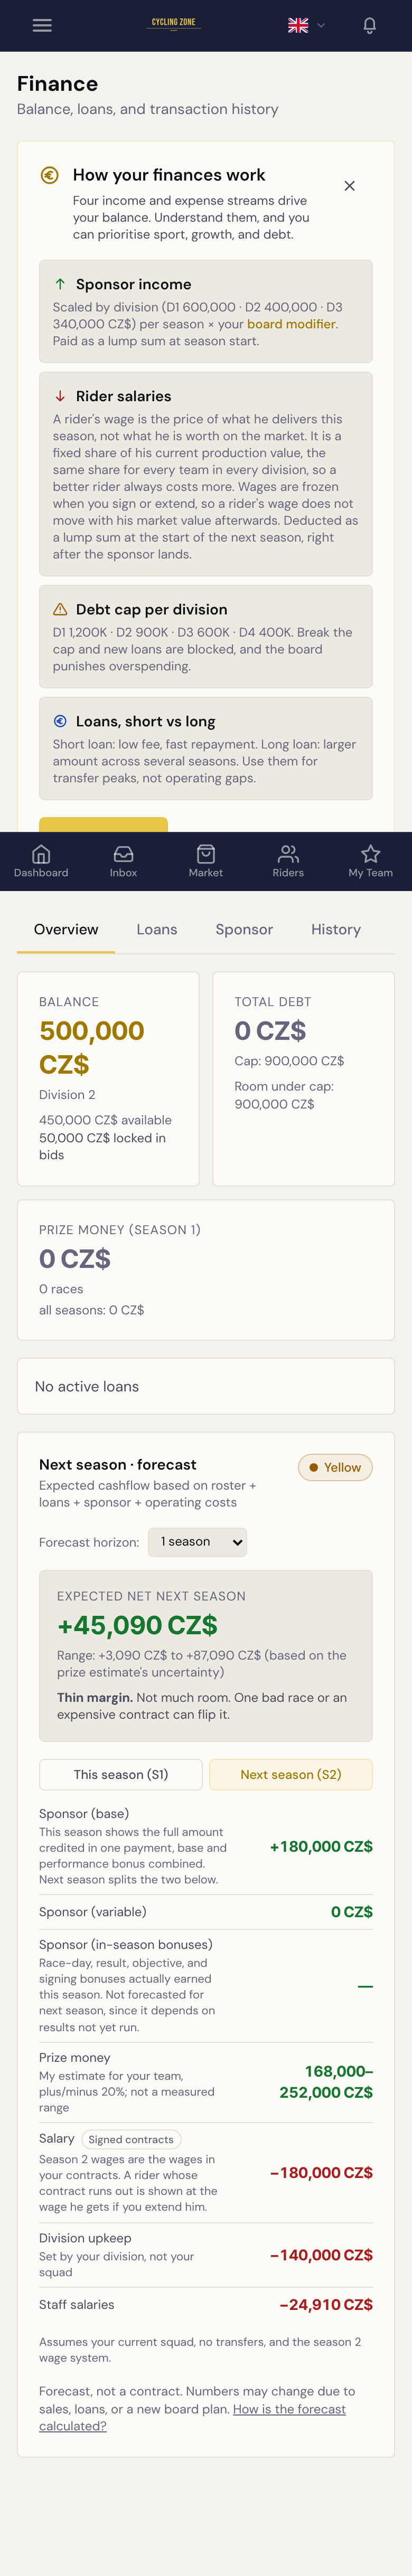 CYCLING ZONE
Finance
Balance, loans, and transaction history
How your finances work
Four income and expense streams drive
your balance. Understand them, and you
can prioritise sport, growth, and debt.
Sponsor income
Scaled by division (D1 600,000 · D2 400,000 · D3
340,000 CZ$) per season × your board modifier.
Paid as a lump sum at season start.
Rider salaries
A rider's wage is the price of what he delivers this
season, not what he is worth on the market. It is a
fixed share of his current production value, the
same share for every team in every division, so a
better rider always costs more. Wages are frozen
when you sign or extend, so a rider's wage does not
move with his market value afterwards. Deducted as
a lump sum at the start of the next season, right
after the sponsor lands.
Debt cap per division
D1 1,200K · D2 900K · D3 600K · D4 400K. Break the
cap and new loans are blocked, and the board
punishes overspending.
Loans, short vs long
Short loan: low fee, fast repayment. Long loan: larger
amount across several seasons. Use them for
transfer peaks, not operating gaps.
Dashboard Inbox Market Riders My Team
Overview Loans Sponsor History
BALANCE
500,000
CZ$
Division 2
450,000 CZ$ available
50,000 CZ$ locked in
bids
TOTAL DEBT
0 CZ$
Cap: 900,000 CZ$
Room under cap:
900,000 CZ$
PRIZE MONEY (SEASON 1)
0 CZ$
0 races
all seasons: 0 CZ$
No active loans
Next season · forecast
Yellow
Expected cashflow based on roster +
loans + sponsor + operating costs
Forecast horizon: 1 season
EXPECTED NET NEXT SEASON
+45,090 CZ$
Range: +3,090 CZ$ to +87,090 CZ$ (based on the
prize estimate's uncertainty)
Thin margin. Not much room. One bad race or an
expensive contract can flip it.
This season (S1) Next season (S2)
Sponsor (base)
This season shows the full amount
credited in one payment, base and
performance bonus combined.
Next season splits the two below.
+180,000 CZ$
Sponsor (variable) 0 CZ$
Sponsor (in-season bonuses)
Race-day, result, objective, and
signing bonuses actually earned
this season. Not forecasted for
next season, since it depends on
results not yet run.
—
Prize money
My estimate for your team,
plus/minus 20%; not a measured
range
168,000–
252,000 CZ$
Salary Signed contracts
Season 2 wages are the wages in
your contracts. A rider whose
contract runs out is shown at the
wage he gets if you extend him.
−180,000 CZ$
Division upkeep
Set by your division, not your
squad
−140,000 CZ$
Staff salaries −24,910 CZ$
Assumes your current squad, no transfers, and the season 2
wage system.
Forecast, not a contract. Numbers may change due to
sales, loans, or a new board plan. How is the forecast
calculated?